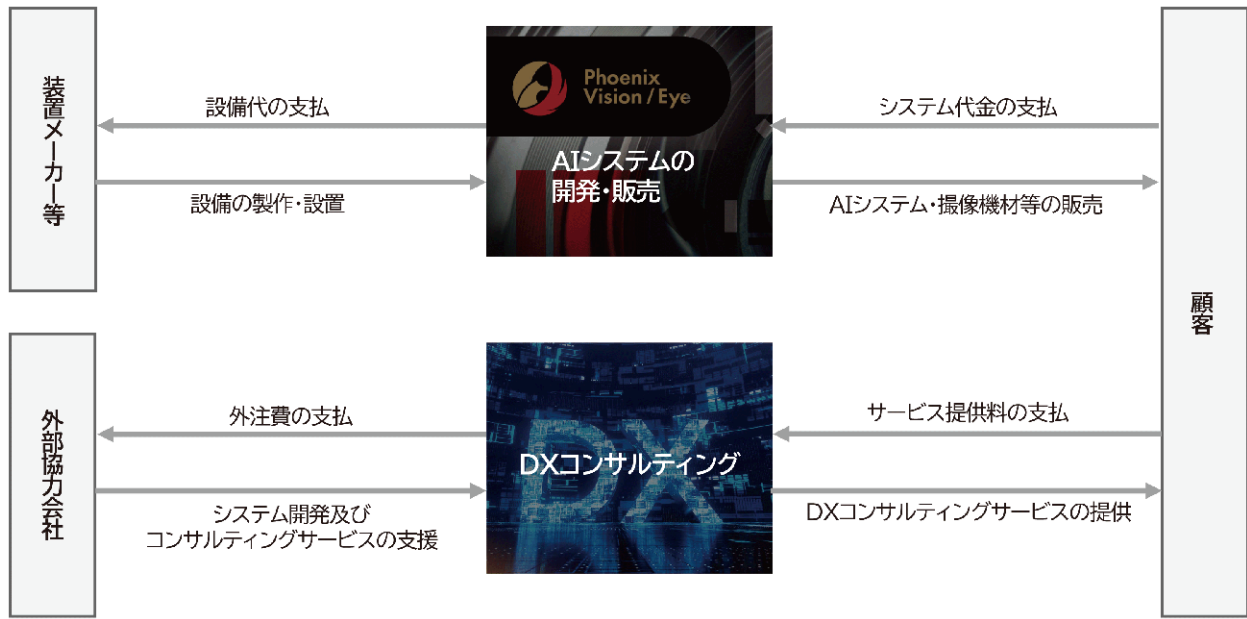 装置メーカー等
設備代の支払
設備の製作・設置
Phoenix
Vision / Eye
AIシステムの
開発・販売
システム代金の支払
AIシステム・撮像機材等の販売
顧客
外部協力会社
外注費の支払
システム開発及び
コンサルティングサービスの支援
DXコンサルティング
サービス提供料の支払
DXコンサルティングサービスの提供
DX